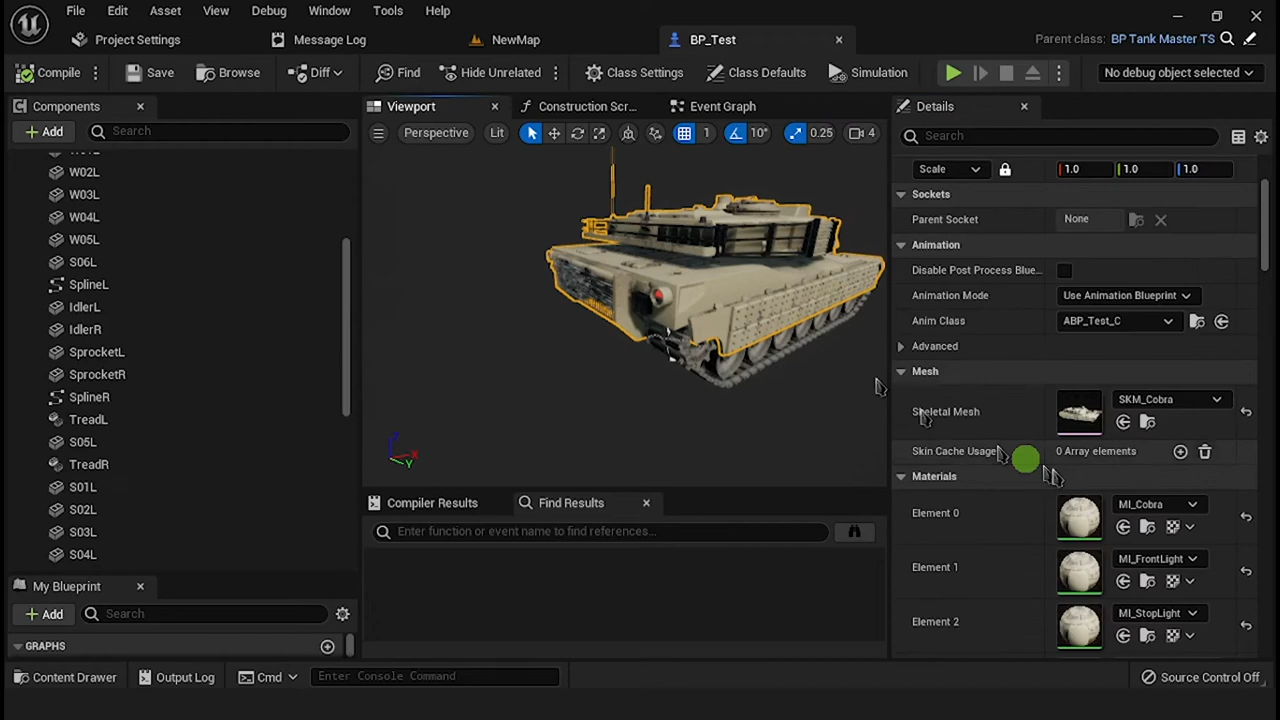 File Edit Asset View Debug Window Tools Help
Project Settings Message Log NewMap BP_Test Parent class: BP Tank Master TS
Compile Save Browse Diff Find Hide Unrelated Class Settings Class Defaults Simulation No debug object selected
Components Viewport Construction Scr... Event Graph Details
Add Search Perspective Lit 1 10° 0.25 4 Search
W02L
W03L
W04L
W05L
S06L
SplineL
IdlerL
IdlerR
SprocketL
SprocketR
SplineR
TreadL
S05L
TreadR
S01L
S02L
S03L
S04L
My Blueprint
Add Search
GRAPHS
X
Y
Compiler Results Find Results
Enter function or event name to find references...
Scale 1.0 1.0 1.0
Sockets
Parent Socket None
Animation
Disable Post Process Blue...
Animation Mode Use Animation Blueprint
Anim Class ABP_Test_C
Advanced
Mesh
Skeletal Mesh SKM_Cobra
Skin Cache Usage 0 Array elements
Materials
Element 0 MI_Cobra
Element 1 MI_FrontLight
Element 2 MI_StopLight
Content Drawer Output Log Cmd Enter Console Command Source Control Off